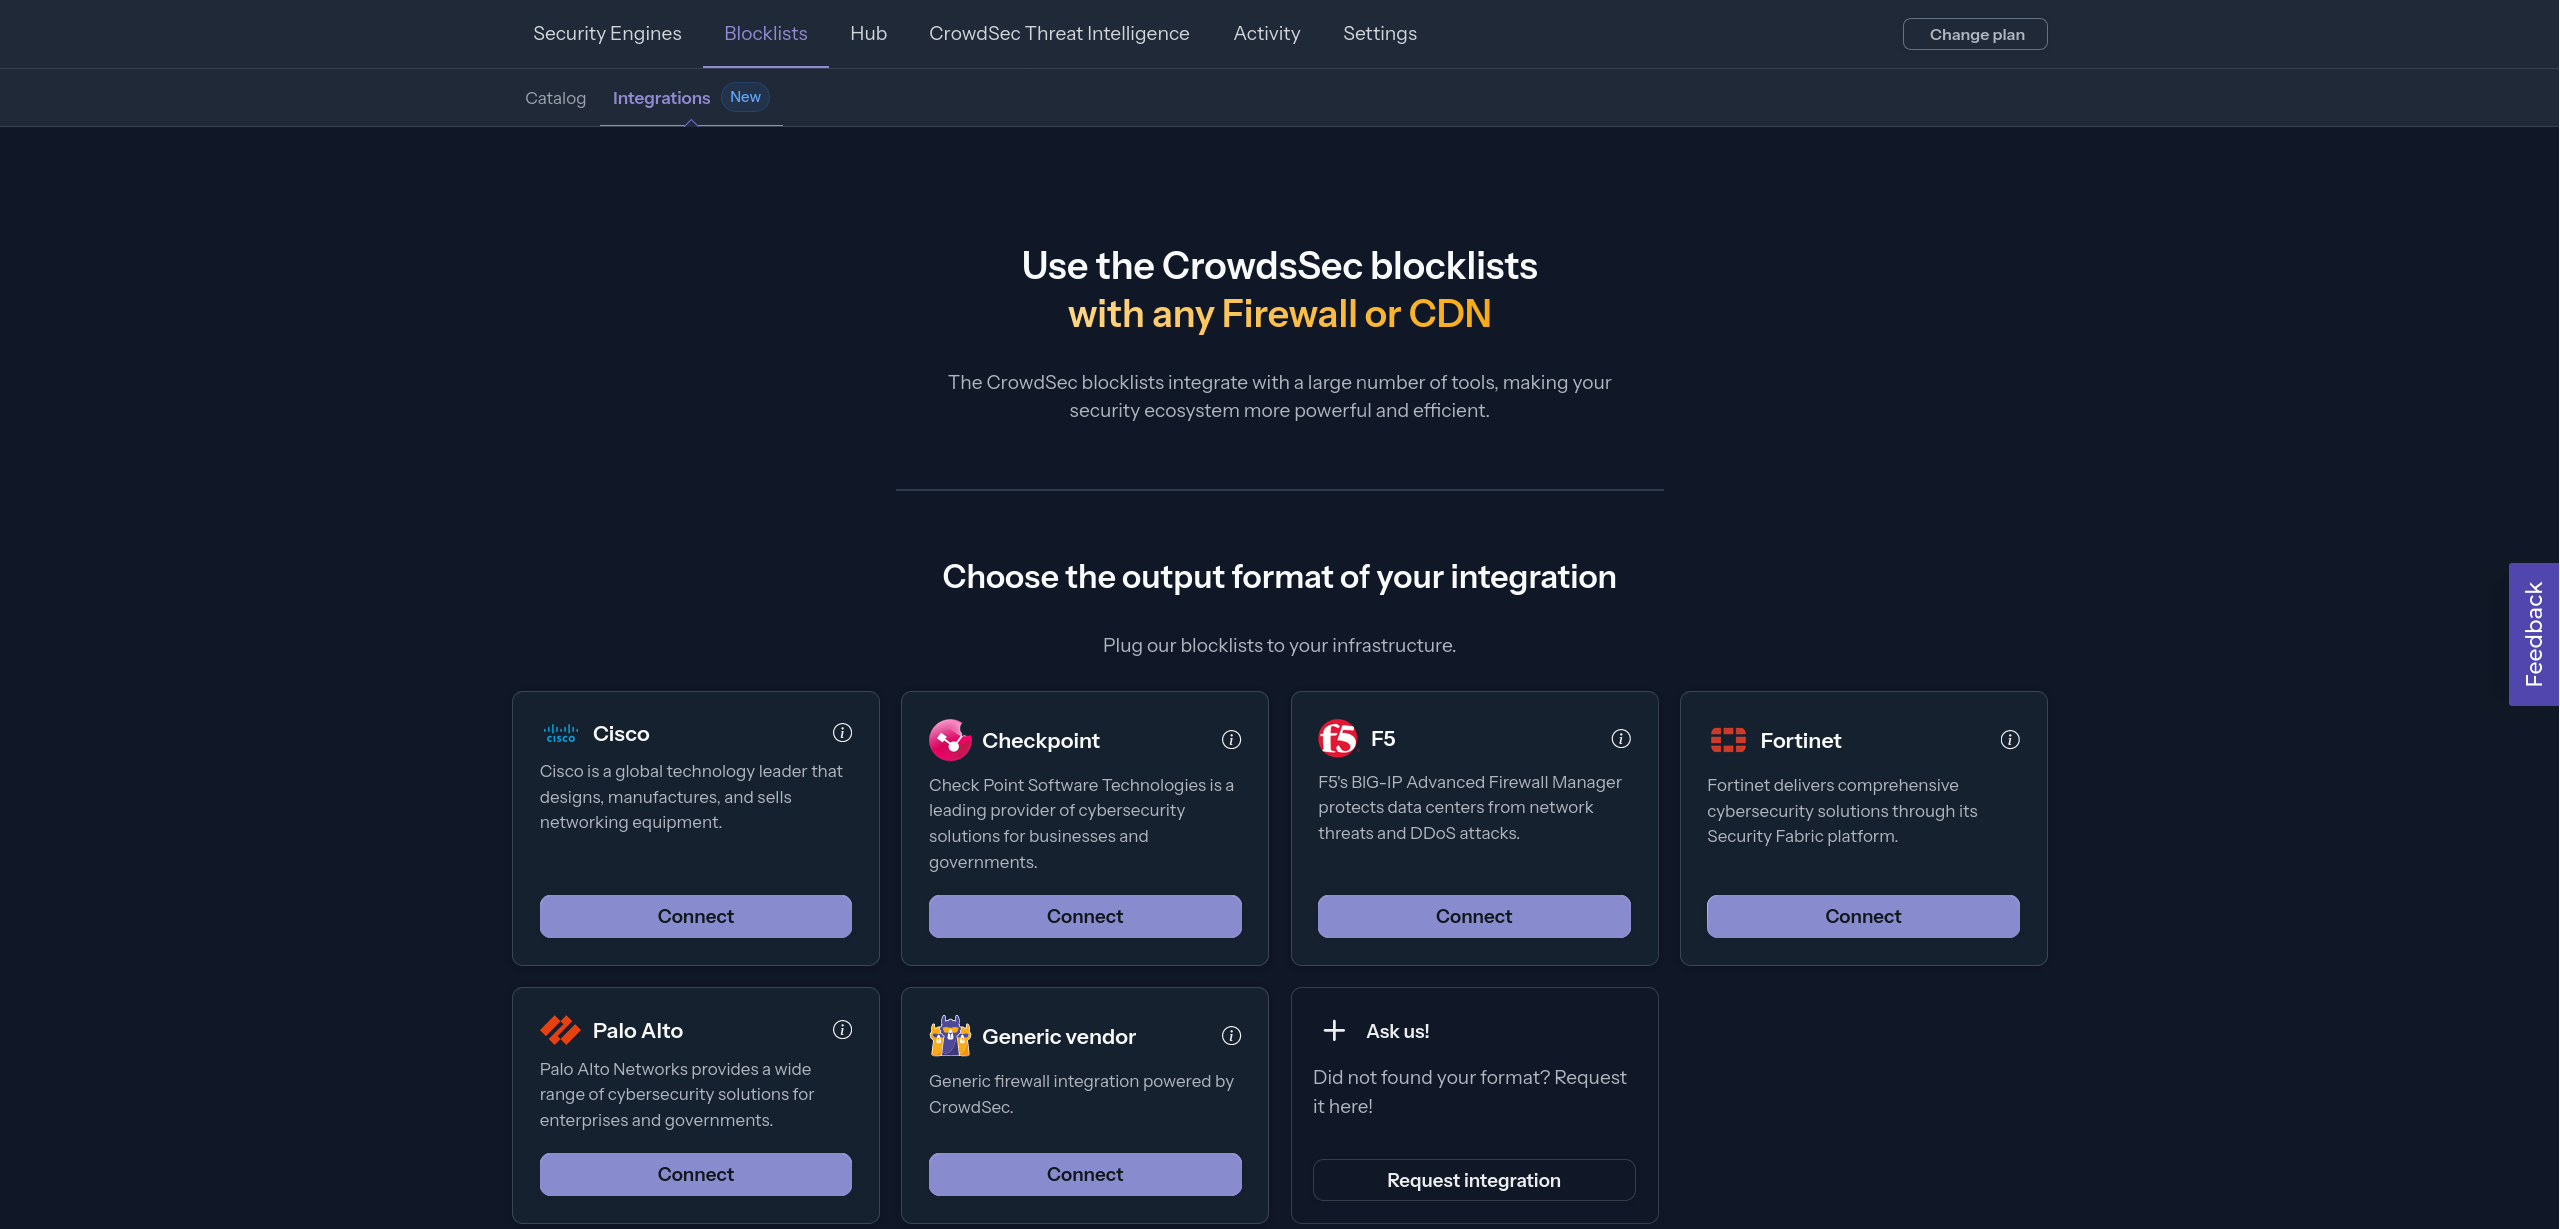 Security Engines
Blocklists
Hub
CrowdSec Threat Intelligence
Activity
Settings
Change plan
Catalog
Integrations
New
Use the CrowdsSec blocklists
with any Firewall or CDN
The CrowdSec blocklists integrate with a large number of tools, making your
security ecosystem more powerful and efficient.
Choose the output format of your integration
Plug our blocklists to your infrastructure.
Feedback
cisco
Cisco
Cisco is a global technology leader that
designs, manufactures, and sells
networking equipment.
Connect
Checkpoint
Check Point Software Technologies is a
leading provider of cybersecurity
solutions for businesses and
governments.
Connect
f5
F5
F5's BIG-IP Advanced Firewall Manager
protects data centers from network
threats and DDoS attacks.
Connect
Fortinet
Fortinet delivers comprehensive
cybersecurity solutions through its
Security Fabric platform.
Connect
Palo Alto
Palo Alto Networks provides a wide
range of cybersecurity solutions for
enterprises and governments.
Connect
Generic vendor
Generic firewall integration powered by
CrowdSec.
Connect
Ask us!
Did not found your format? Request
it here!
Request integration